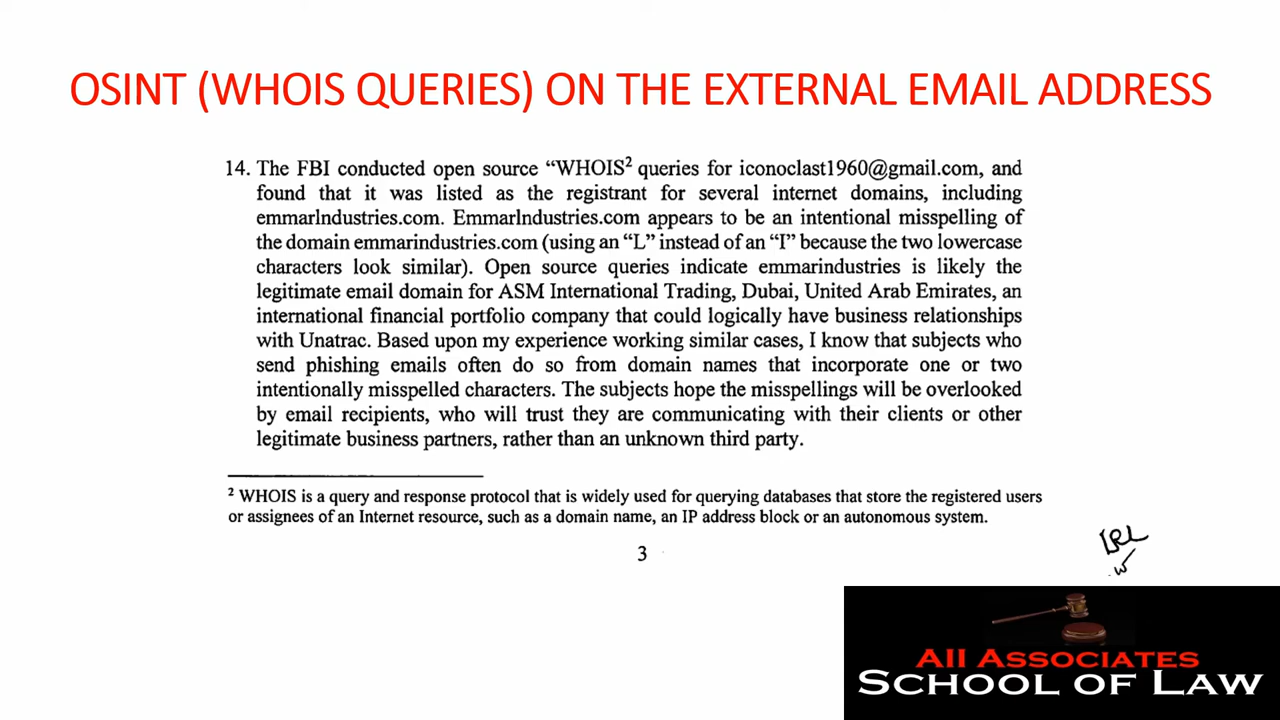 OSINT (WHOIS QUERIES) ON THE EXTERNAL EMAIL ADDRESS
14. The FBI conducted open source “WHOIS2 queries for iconoclast1960@gmail.com, and
found that it was listed as the registrant for several internet domains, including
emmarlndustries.com. Emmarlndustries.com appears to be an intentional misspelling of
the domain emmarindustries.com (using an “L” instead of an “I” because the two lowercase
characters look similar). Open source queries indicate emmarindustries is likely the
legitimate email domain for ASM International Trading, Dubai, United Arab Emirates, an
international financial portfolio company that could logically have business relationships
with Unatrac. Based upon my experience working similar cases, I know that subjects who
send phishing emails often do so from domain names that incorporate one or two
intentionally misspelled characters. The subjects hope the misspellings will be overlooked
by email recipients, who will trust they are communicating with their clients or other
legitimate business partners, rather than an unknown third party.
2 WHOIS is a query and response protocol that is widely used for querying databases that store the registered users
or assignees of an Internet resource, such as a domain name, an IP address block or an autonomous system.
3
All Associates
School of Law